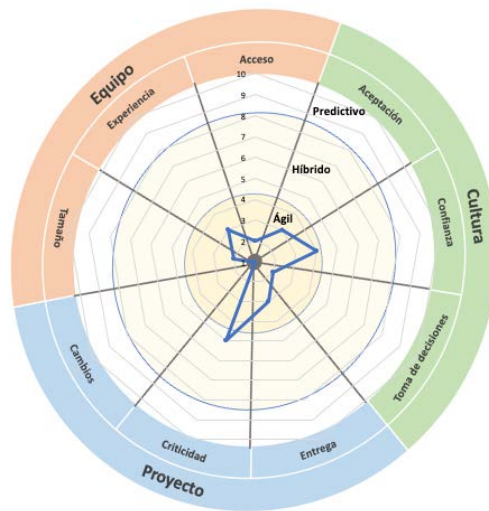 Equipo
Cultura
Proyecto
Acceso
Aceptación
Confianza
Toma de decisiones
Entrega
Criticidad
Cambios
Tamaño
Experiencia
10
9
8
7
6
5
4
3
2
1
Predictivo
Híbrido
Ágil